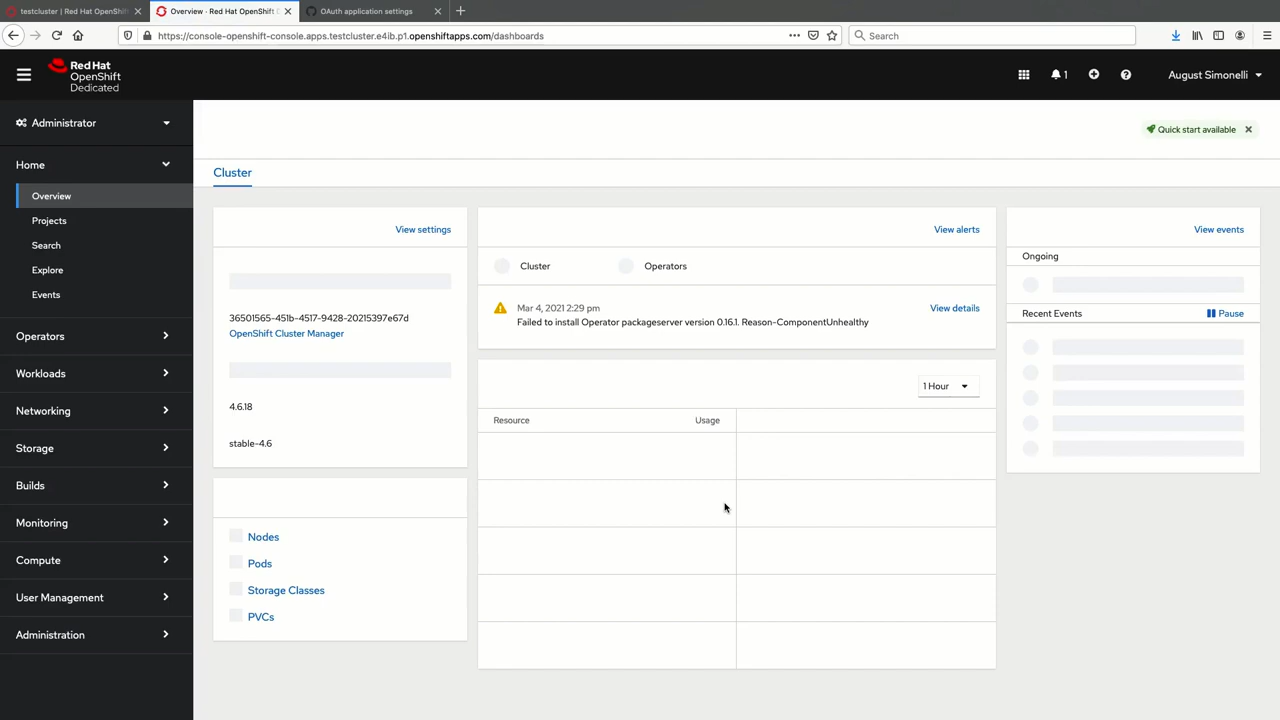 testcluster | Red Hat OpenShift
Overview · Red Hat OpenShift
OAuth application settings
https://console-openshift-console.apps.testcluster.e4ib.p1.openshiftapps.com/dashboards
Search
Red Hat
OpenShift
Dedicated
1
August Simonelli
Administrator
Quick start available
Home
Cluster
Overview
Projects
Search
Explore
Events
Operators
Workloads
Networking
Storage
Builds
Monitoring
Compute
User Management
Administration
View settings
36501565-451b-4517-9428-20215397e67d
OpenShift Cluster Manager
4.6.18
stable-4.6
Nodes
Pods
Storage Classes
PVCs
View alerts
Cluster
Operators
Mar 4, 2021 2:29 pm
View details
Failed to install Operator packageserver version 0.16.1. Reason-ComponentUnhealthy
1 Hour
Resource
Usage
View events
Ongoing
Recent Events
Pause